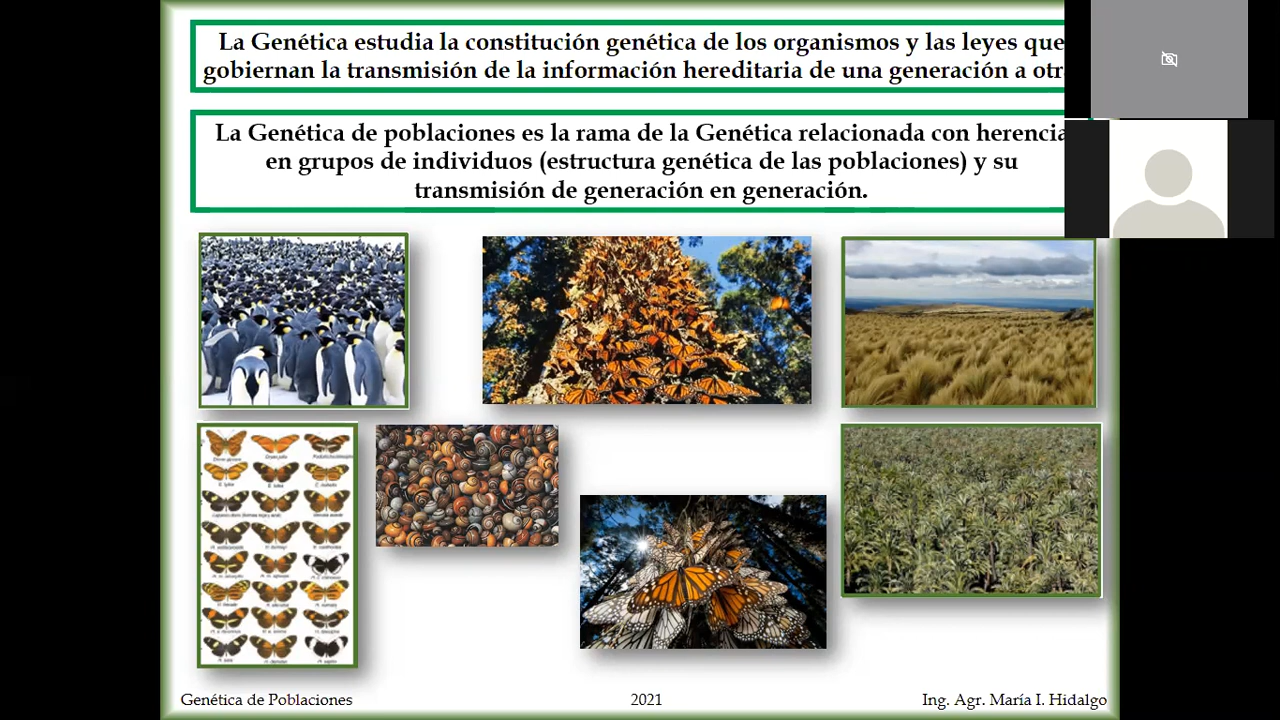 La Genética estudia la constitución genética de los organismos y las leyes que
gobiernan la transmisión de la información hereditaria de una generación a otr
La Genética de poblaciones es la rama de la Genética relacionada con herencia
en grupos de individuos (estructura genética de las poblaciones) y su
transmisión de generación en generación.
Genética de Poblaciones
2021
Ing. Agr. María I. Hidalgo